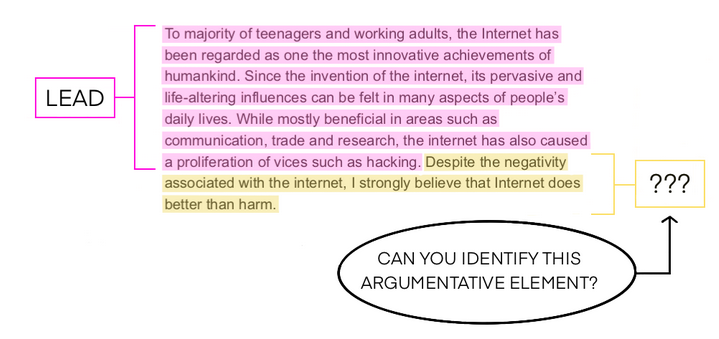 To majority of teenagers and working adults, the Internet has
been regarded as one the most innovative achievements of
humankind. Since the invention of the internet, its pervasive and
life-altering influences can be felt in many aspects of people's
daily lives. While mostly beneficial in areas such as
communication, trade and research, the internet has also caused
a proliferation of vices such as hacking. Despite the negativity
associated with the internet, I strongly believe that Internet does
better than harm.
LEAD
???
CAN YOU IDENTIFY THIS
ARGUMENTATIVE ELEMENT?